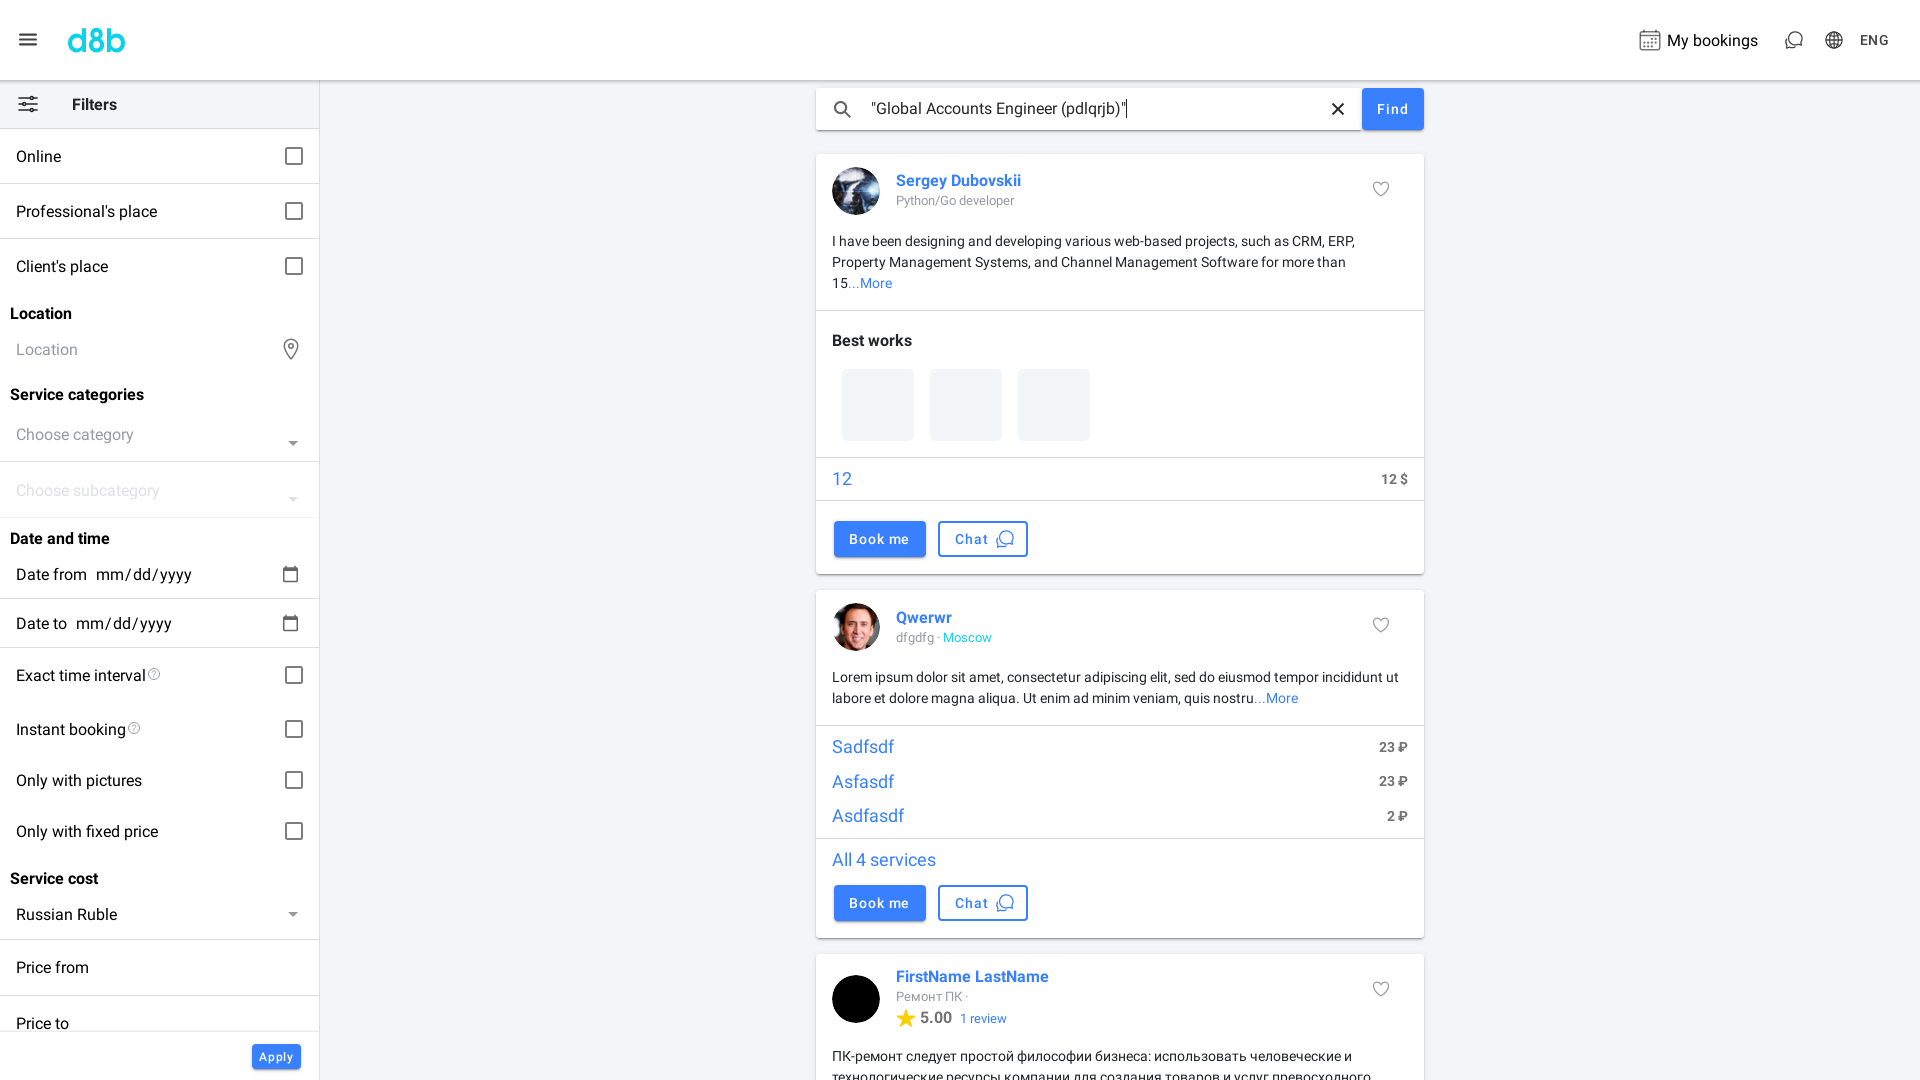 d8b
My bookings
ENG
Filters
Online
Professional's place
Client's place
Location
Location
Service categories
Choose category
Choose subcategory
Date and time
Date from mm/dd/yyyy
Date to mm/dd/yyyy
Exact time interval
Instant booking
Only with pictures
Only with fixed price
Service cost
Russian Ruble
Price from
Price to
Apply
"Global Accounts Engineer (pdlqrjb)"
Find
Sergey Dubovskii
Python/Go developer
I have been designing and developing various web-based projects, such as CRM, ERP,
Property Management Systems, and Channel Management Software for more than
15...More
Best works
12 12 $
Book me Chat
Qwerwr
dfgdfg · Moscow
Lorem ipsum dolor sit amet, consectetur adipiscing elit, sed do eiusmod tempor incididunt ut
labore et dolore magna aliqua. Ut enim ad minim veniam, quis nostru...More
Sadfsdf 23 ₽
Asfasdf 23 ₽
Asdfasdf 2 ₽
All 4 services
Book me Chat
FirstName LastName
Ремонт ПК ·
5.00 1 review
ПК-ремонт следует простой философии бизнеса: использовать человеческие и
технологические ресурсы компании для создания товаров и услуг превосходного